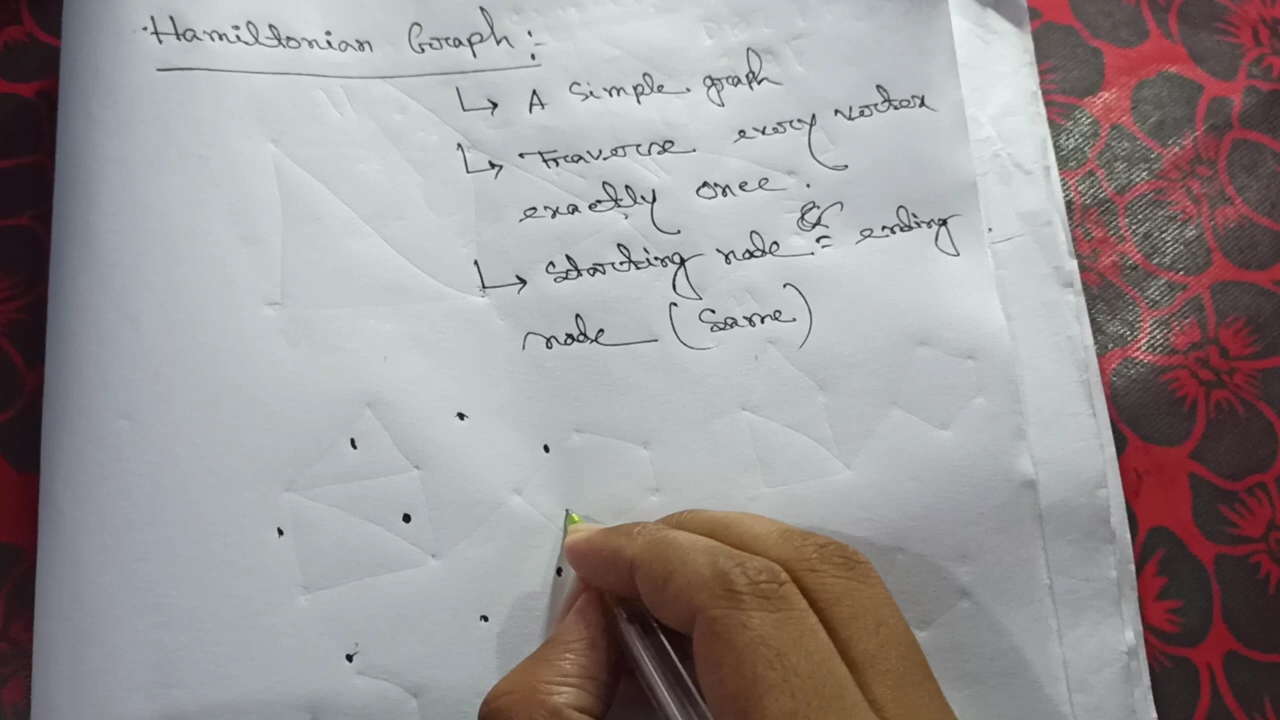 Hamiltonian Graph :-
↳ A Simple graph
↳ Traverse every vertex
exactly once.
↳ Starting node & ending
node (Same)